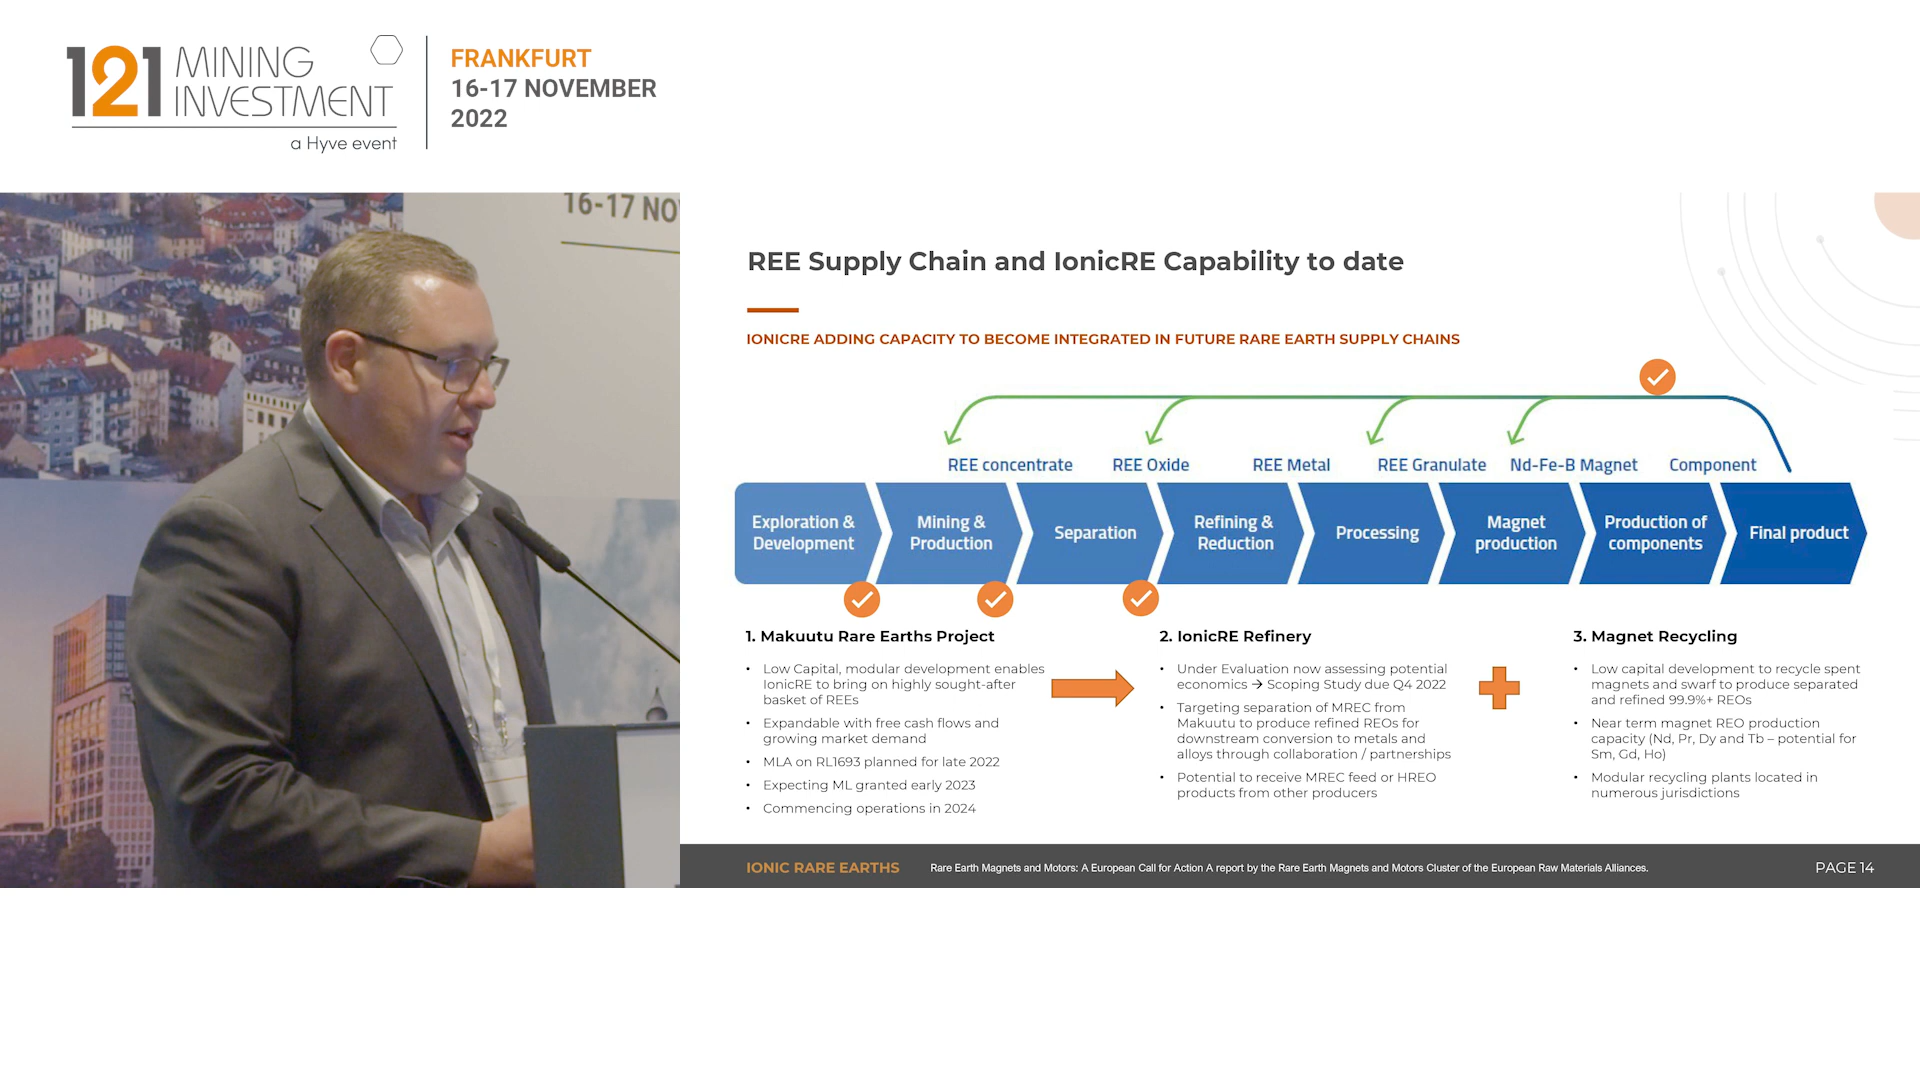 121 MINING
INVESTMENT
a Hyve event
FRANKFURT
16-17 NOVEMBER
2022
16-17 NO
REE Supply Chain and IonicRE Capability to date
IONICRE ADDING CAPACITY TO BECOME INTEGRATED IN FUTURE RARE EARTH SUPPLY CHAINS
REE concentrate REE Oxide REE Metal REE Granulate Nd-Fe-B Magnet Component
Exploration &
Development
Mining &
Production
Separation
Refining &
Reduction
Processing
Magnet
production
Production of
components
Final product
1. Makuutu Rare Earths Project
• Low Capital, modular development enables
IonicRE to bring on highly sought-after
basket of REEs
• Expandable with free cash flows and
growing market demand
• MLA on RL1693 planned for late 2022
• Expecting ML granted early 2023
• Commencing operations in 2024
2. IonicRE Refinery
• Under Evaluation now assessing potential
economics → Scoping Study due Q4 2022
• Targeting separation of MREC from
Makuutu to produce refined REOs for
downstream conversion to metals and
alloys through collaboration / partnerships
• Potential to receive MREC feed or HREO
products from other producers
3. Magnet Recycling
• Low capital development to recycle spent
magnets and swarf to produce separated
and refined 99.9%+ REOs
• Near term magnet REO production
capacity (Nd, Pr, Dy and Tb – potential for
Sm, Gd, Ho)
• Modular recycling plants located in
numerous jurisdictions
IONIC RARE EARTHS
Rare Earth Magnets and Motors: A European Call for Action A report by the Rare Earth Magnets and Motors Cluster of the European Raw Materials Alliances.
PAGE 14